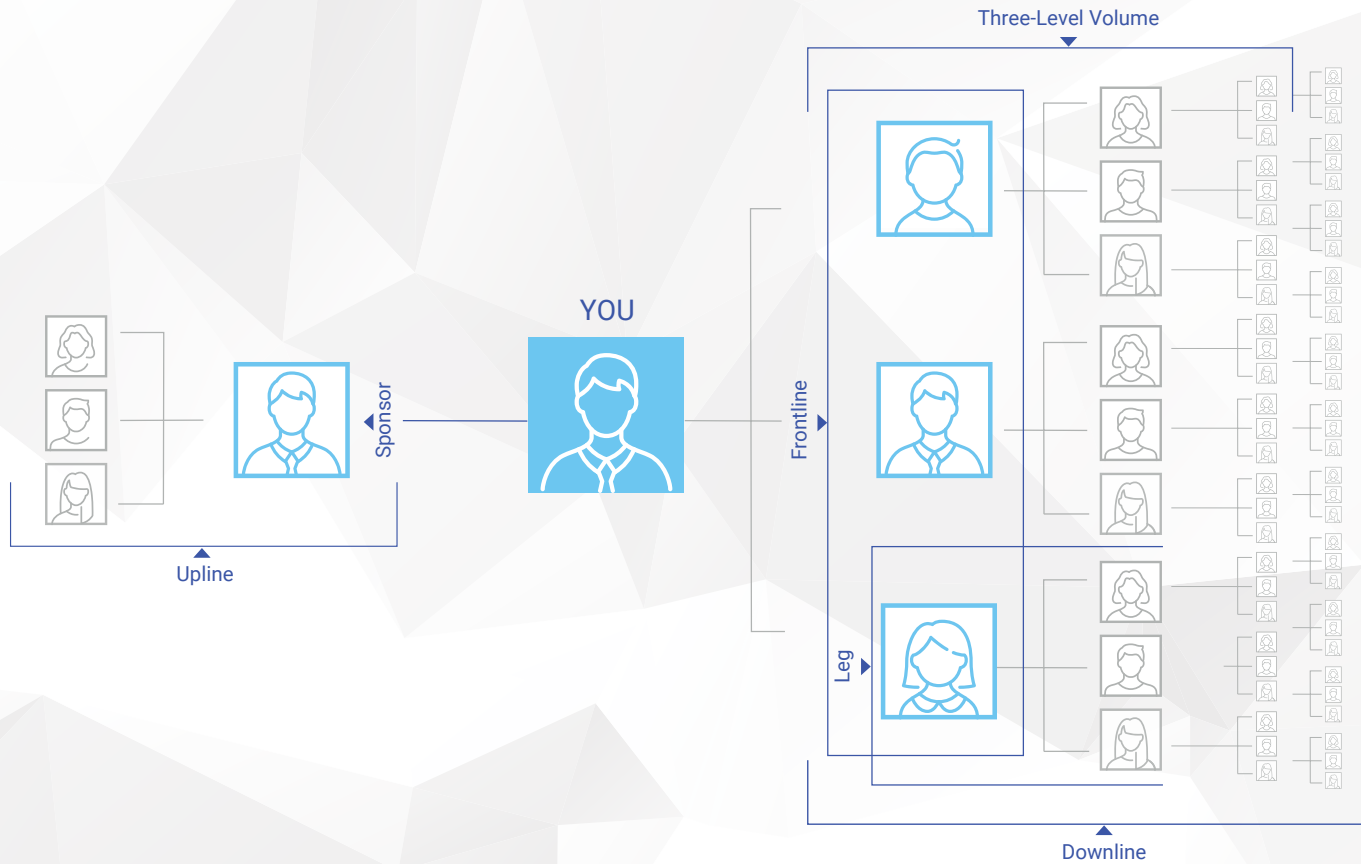 Three-Level Volume
YOU
Sponsor
Frontline
Upline
Leg
Downline